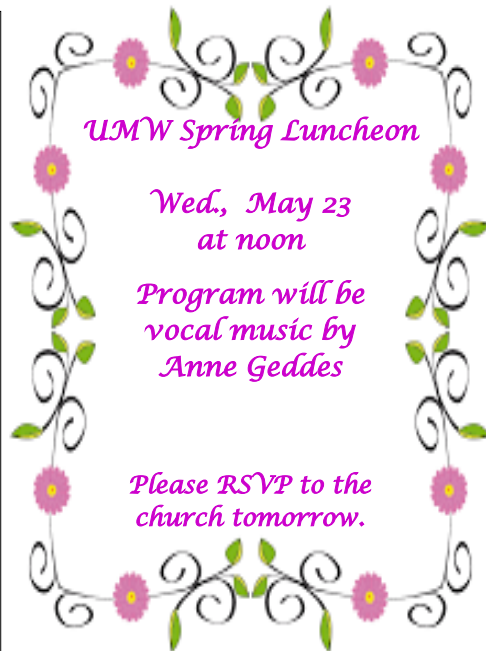 UMW Spring Luncheon
Wed., May 23
at noon
Program will be
vocal music by
Anne Geddes
Please RSVP to the
church tomorrow.